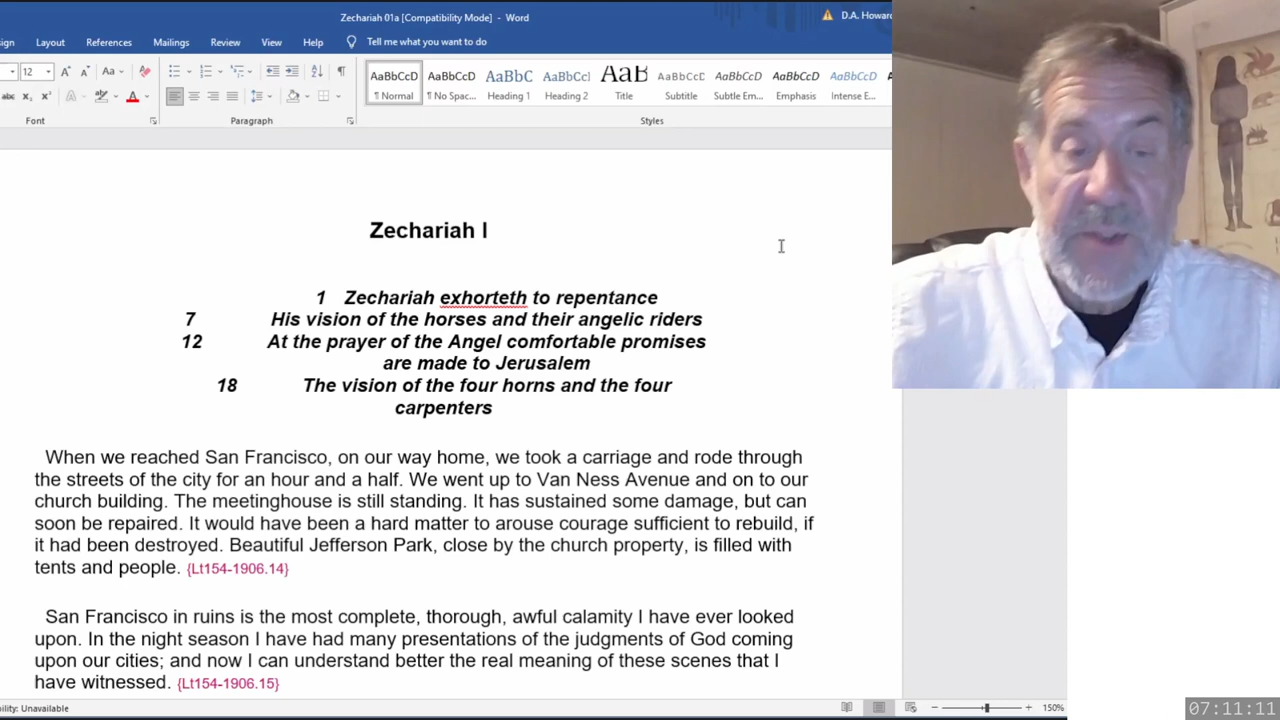 Zechariah 01a [Compatibility Mode] - Word
D.A. Howard
Layout References Mailings Review View Help Tell me what you want to do
12 Aa
AaBbCcD AaBbCcD AaBbC AaBbCcI AaB AaBbCcD AaBbCcD AaBbCcD AaBbCcD
¶ Normal ¶ No Spac... Heading 1 Heading 2 Title Subtitle Subtle Em... Emphasis Intense E...
Font Paragraph Styles
Zechariah I
1 Zechariah exhorteth to repentance
7 His vision of the horses and their angelic riders
12 At the prayer of the Angel comfortable promises
are made to Jerusalem
18 The vision of the four horns and the four
carpenters
When we reached San Francisco, on our way home, we took a carriage and rode through
the streets of the city for an hour and a half. We went up to Van Ness Avenue and on to our
church building. The meetinghouse is still standing. It has sustained some damage, but can
soon be repaired. It would have been a hard matter to arouse courage sufficient to rebuild, if
it had been destroyed. Beautiful Jefferson Park, close by the church property, is filled with
tents and people. {Lt154-1906.14}
San Francisco in ruins is the most complete, thorough, awful calamity I have ever looked
upon. In the night season I have had many presentations of the judgments of God coming
upon our cities; and now I can understand better the real meaning of these scenes that I
have witnessed. {Lt154-1906.15}
Unavailable
150%
07:11:11